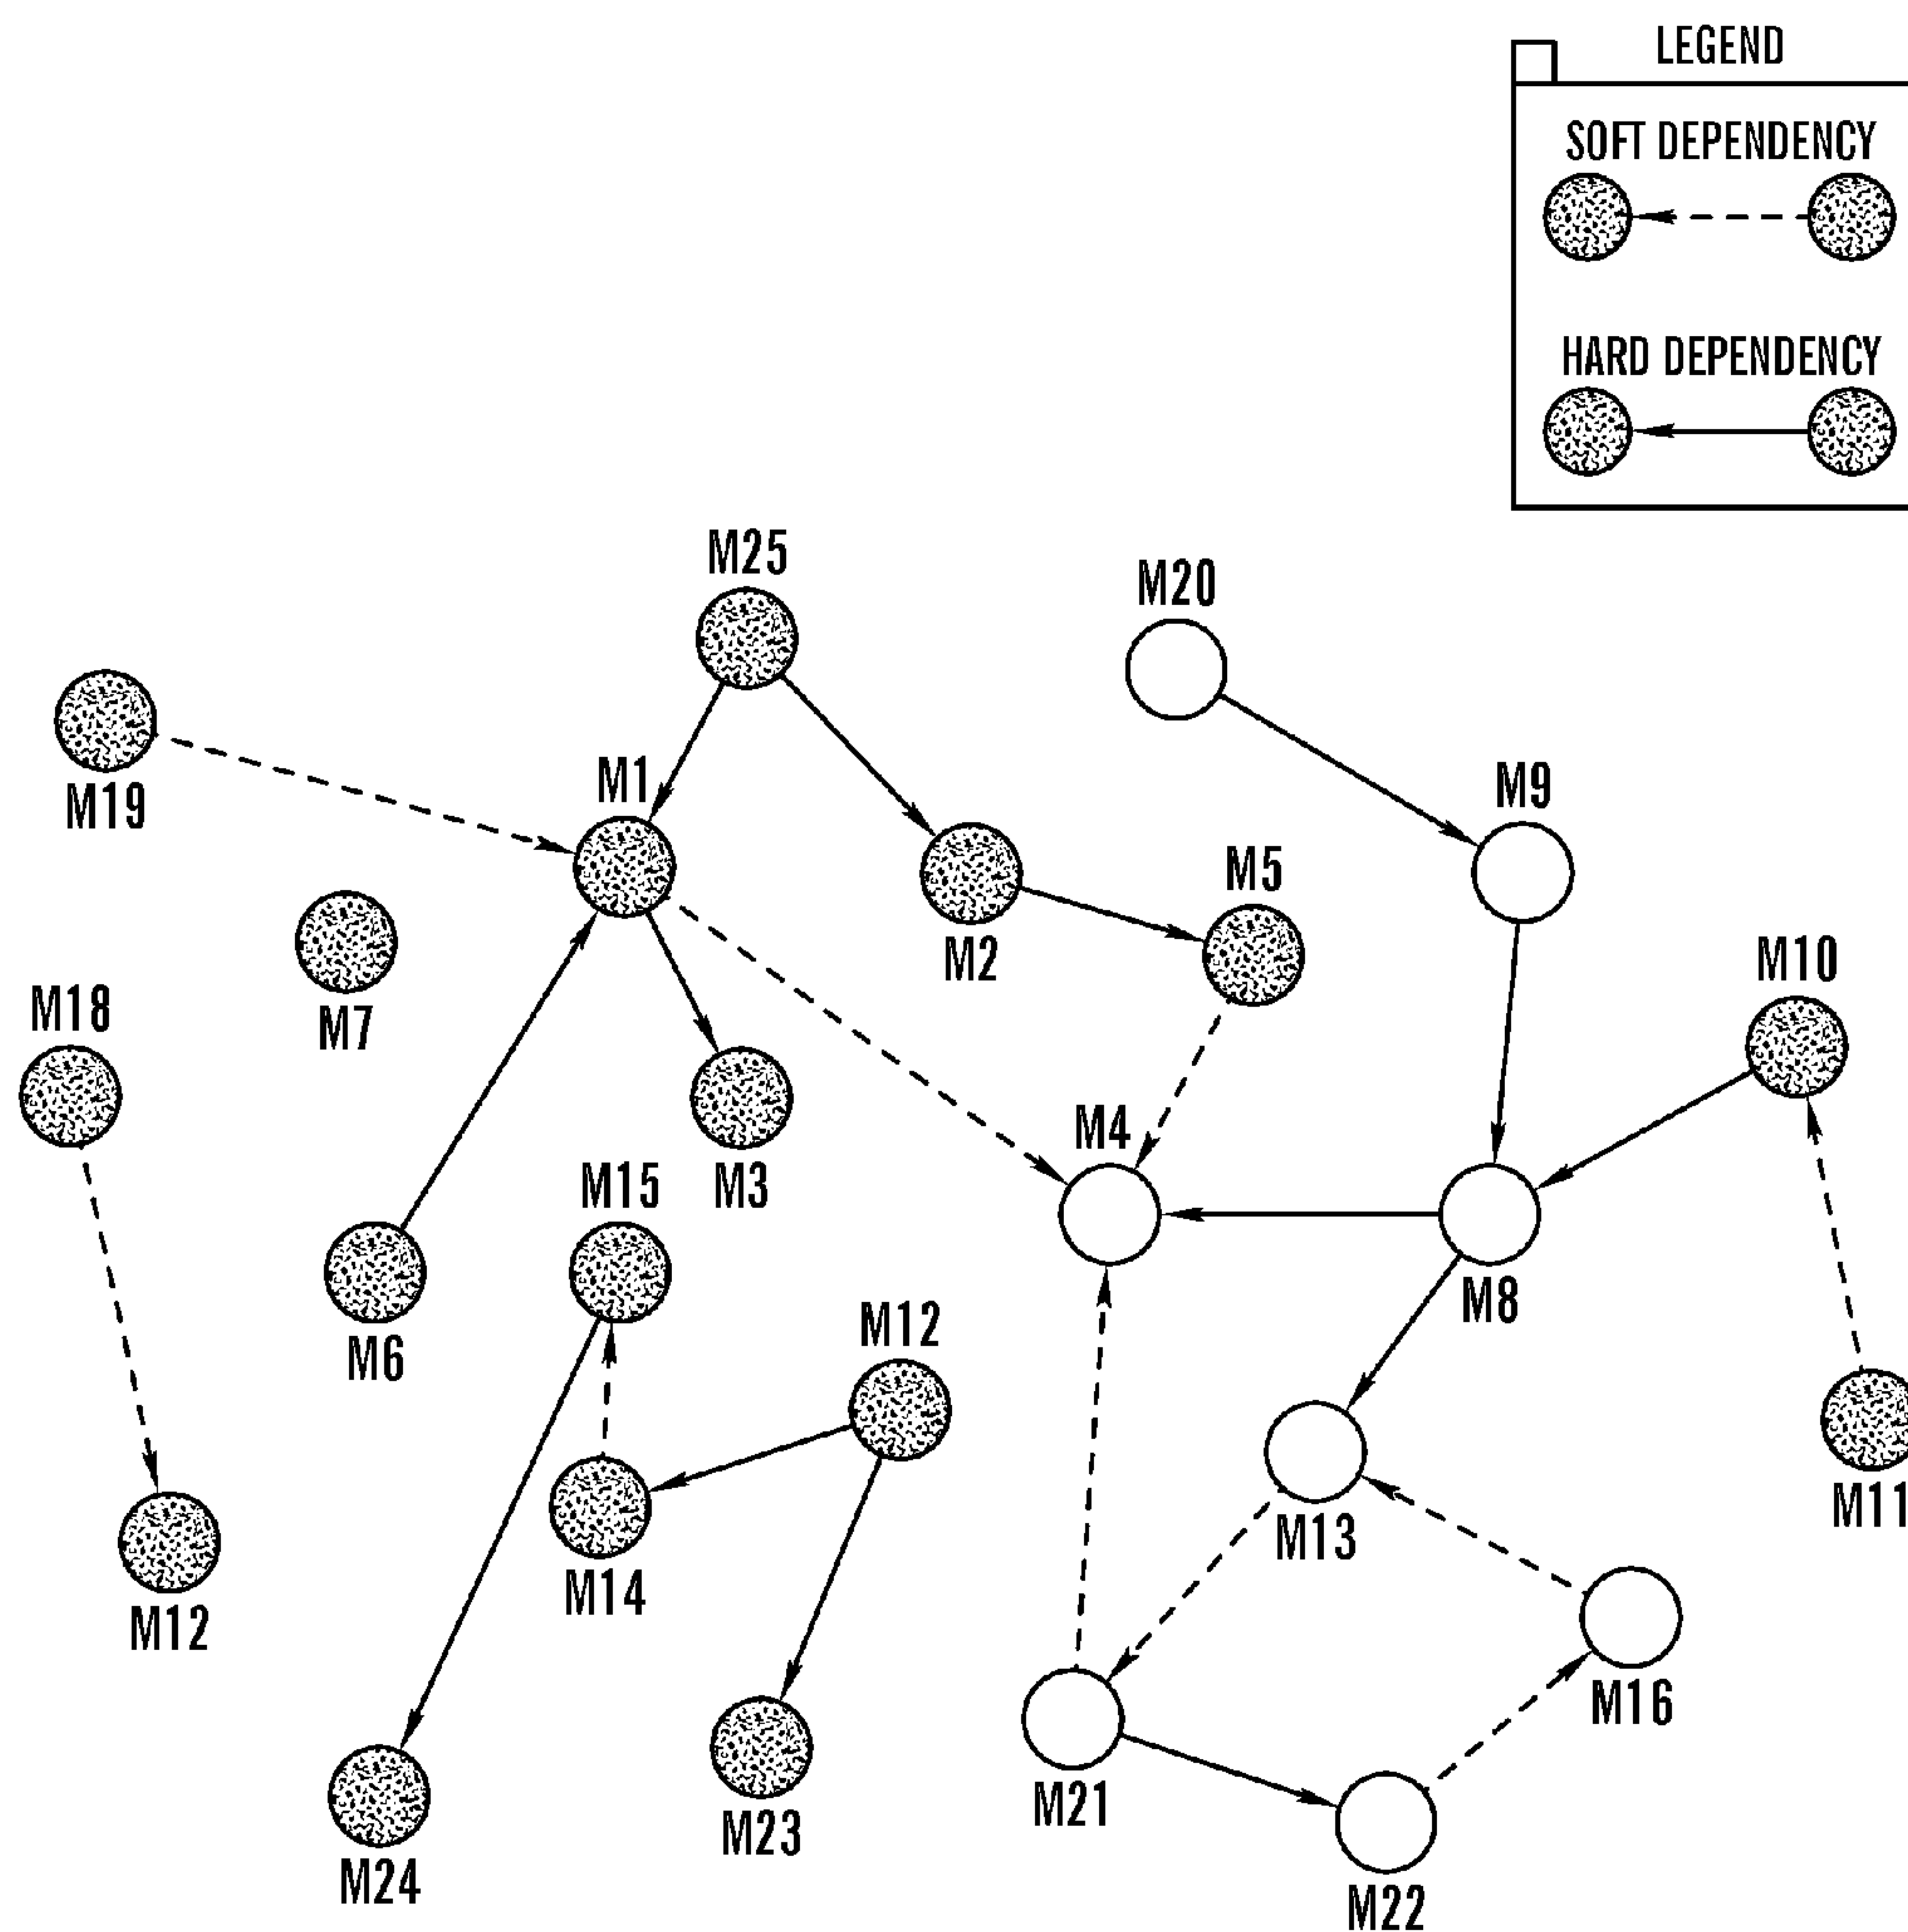 LEGEND
SOFT DEPENDENCY
HARD DEPENDENCY
M25
M20
M19
M1
M9
M5
M2
M10
M18
M7
M4
M15
M3
M8
M12
M6
M11
M13
M14
M12
M16
M21
M23
M24
M22